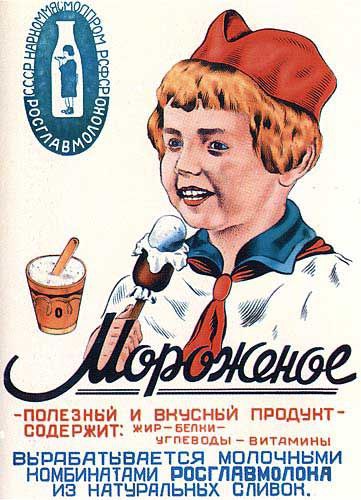 СССР НАРКОММЯСМОЛПРОМ РСФСР
РОСГЛАВМОЛОКО
Мороженое
-ПОЛЕЗНЫЙ И ВКУСНЫЙ ПРОДУКТ-
СОДЕРЖИТ: ЖИР-БЕЛКИ-
УГЛЕВОДЫ-ВИТАМИНЫ
ВЫРАБАТЫВАЕТСЯ МОЛОЧНЫМИ
КОМБИНАТАМИ РОСГЛАВМОЛОКА
ИЗ НАТУРАЛЬНЫХ СЛИВОК.